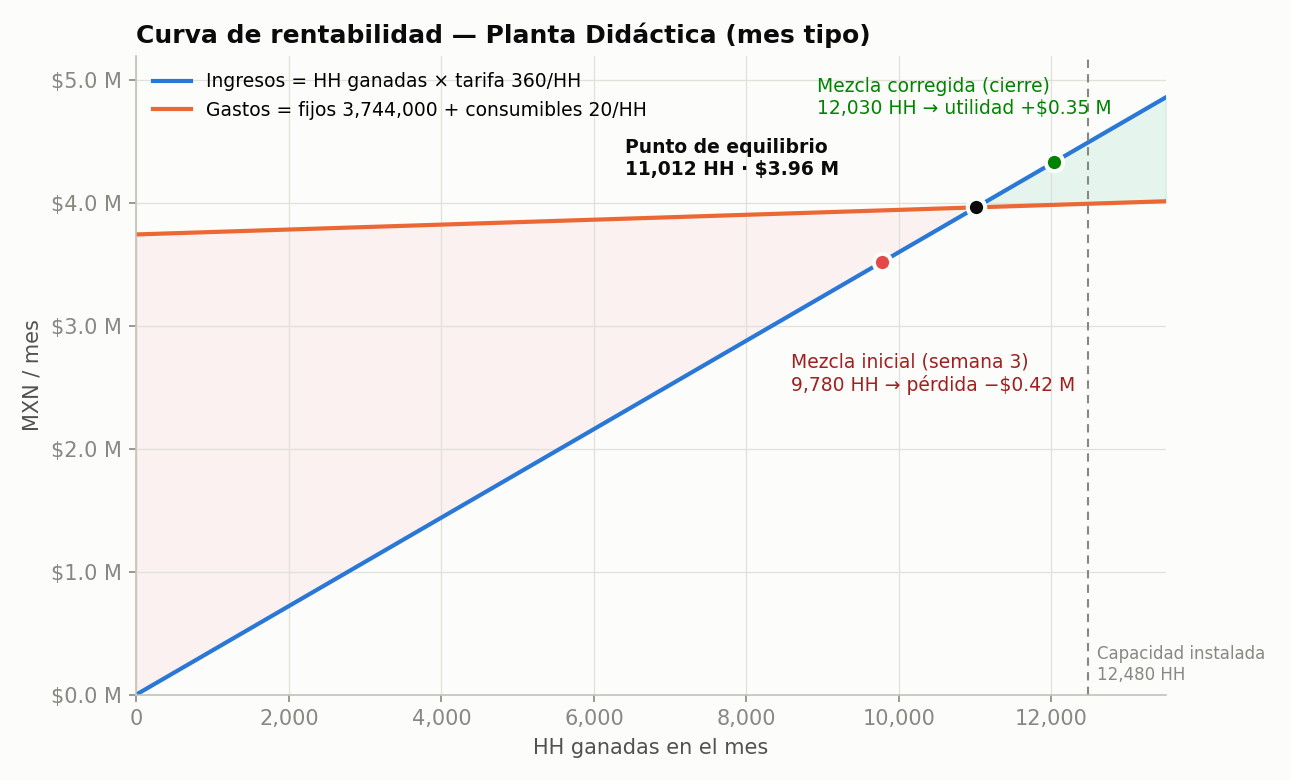 Curva de rentabilidad — Planta Didáctica (mes tipo)
Ingresos = HH ganadas × tarifa 360/HH
Gastos = fijos 3,744,000 + consumibles 20/HH
Mezcla corregida (cierre)
12,030 HH → utilidad +$0.35 M
Punto de equilibrio
11,012 HH · $3.96 M
Mezcla inicial (semana 3)
9,780 HH → pérdida −$0.42 M
Capacidad instalada
12,480 HH
MXN / mes
$5.0 M
$4.0 M
$3.0 M
$2.0 M
$1.0 M
$0.0 M
0 2,000 4,000 6,000 8,000 10,000 12,000
HH ganadas en el mes